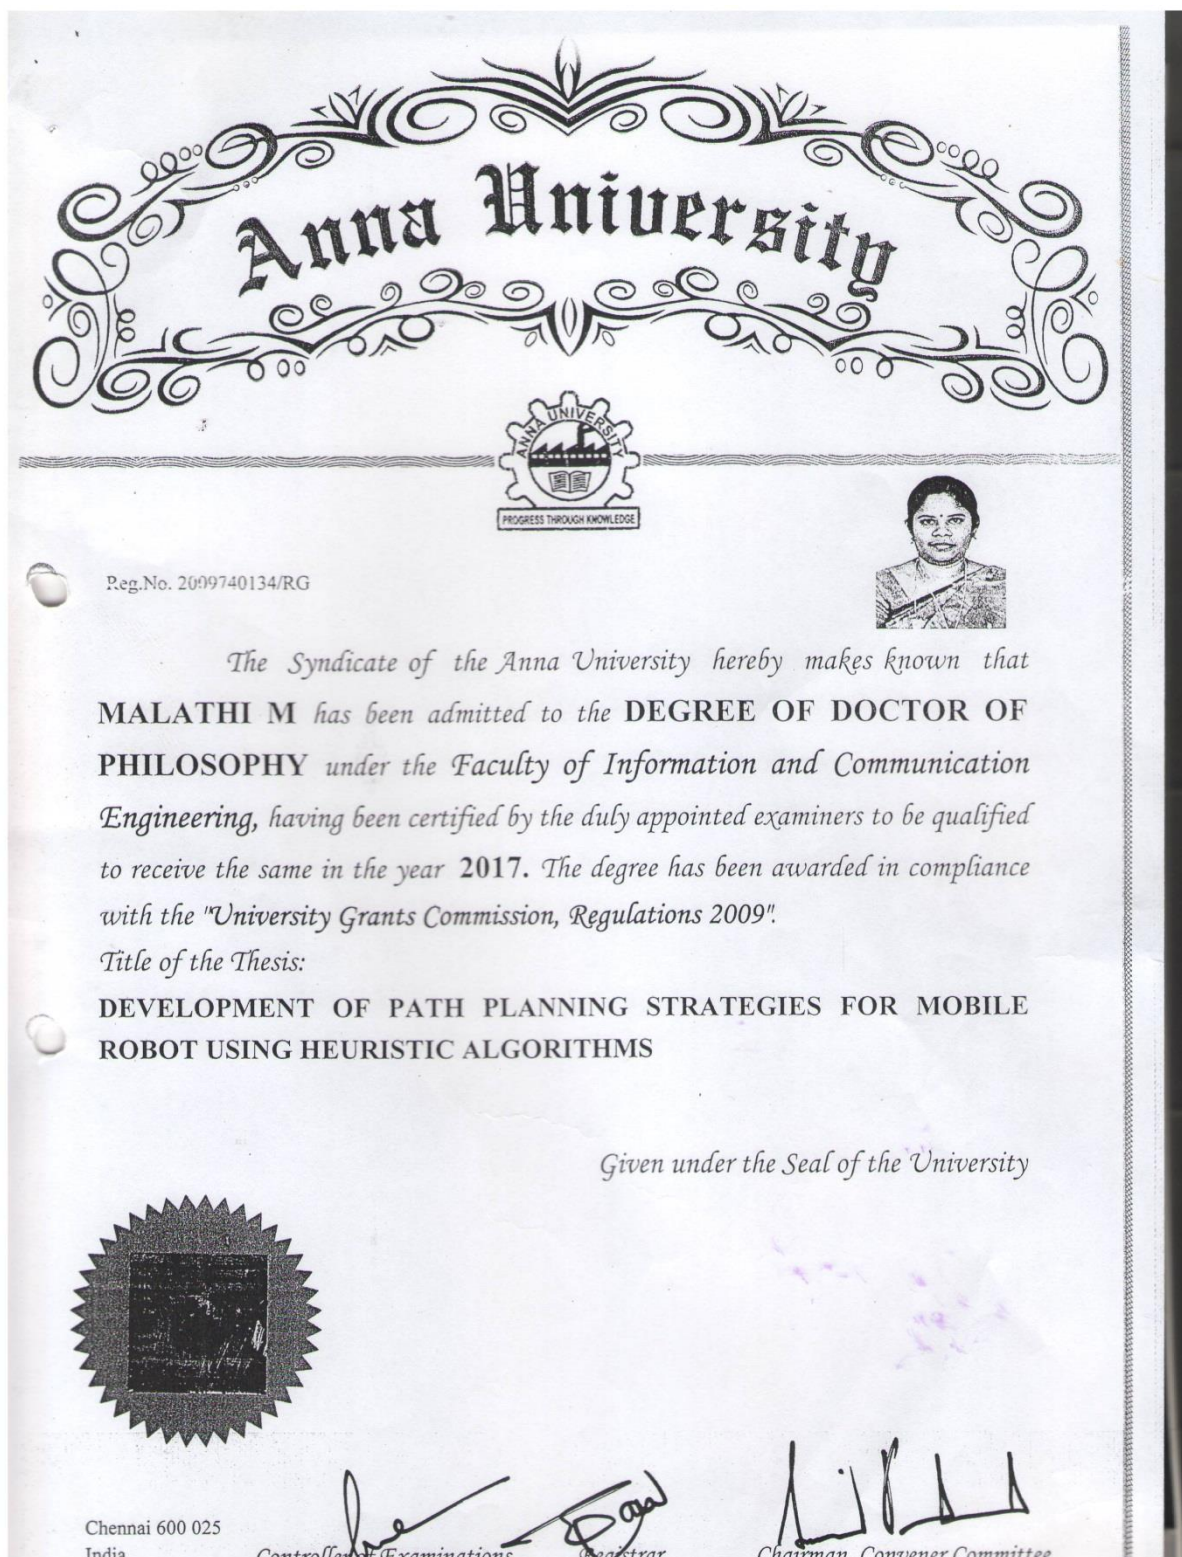 Anna University
ANNA UNIVERSITY
PROGRESS THROUGH KNOWLEDGE
Reg.No. 2009740134/RG
The Syndicate of the Anna University hereby makes known that
MALATHI M has been admitted to the DEGREE OF DOCTOR OF
PHILOSOPHY under the Faculty of Information and Communication
Engineering, having been certified by the duly appointed examiners to be qualified
to receive the same in the year 2017. The degree has been awarded in compliance
with the "University Grants Commission, Regulations 2009".
Title of the Thesis:
DEVELOPMENT OF PATH PLANNING STRATEGIES FOR MOBILE
ROBOT USING HEURISTIC ALGORITHMS
Given under the Seal of the University
Chennai 600 025
India
Controller of Examinations
Registrar
Chairman, Convener Committee